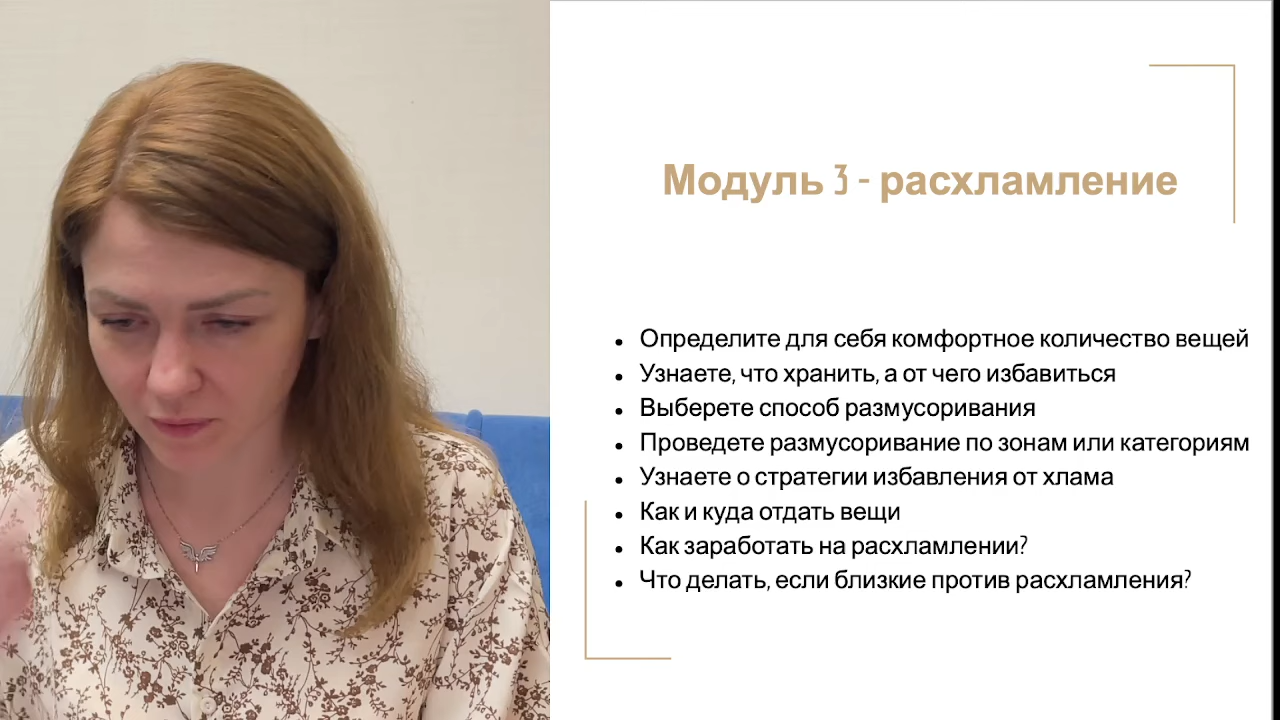 Модуль 3 - расхламление
• Определите для себя комфортное количество вещей
• Узнаете, что хранить, а от чего избавиться
• Выберете способ размусоривания
• Проведете размусоривание по зонам или категориям
• Узнаете о стратегии избавления от хлама
• Как и куда отдать вещи
• Как заработать на расхламлении?
• Что делать, если близкие против расхламления?